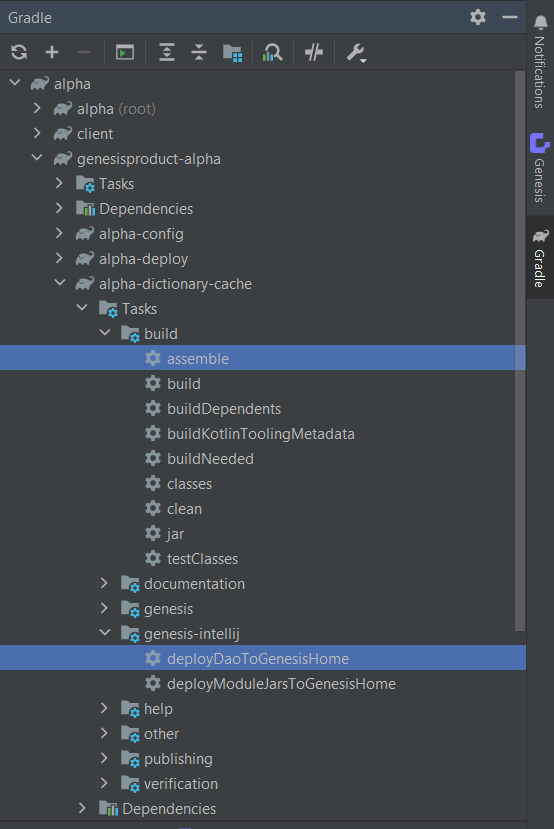 Gradle
alpha
alpha (root)
client
genesisproduct-alpha
Tasks
Dependencies
alpha-config
alpha-deploy
alpha-dictionary-cache
Tasks
build
assemble
build
buildDependents
buildKotlinToolingMetadata
buildNeeded
classes
clean
jar
testClasses
documentation
genesis
genesis-intellij
deployDaoToGenesisHome
deployModuleJarsToGenesisHome
help
other
publishing
verification
Dependencies
Notifications
Genesis
Gradle